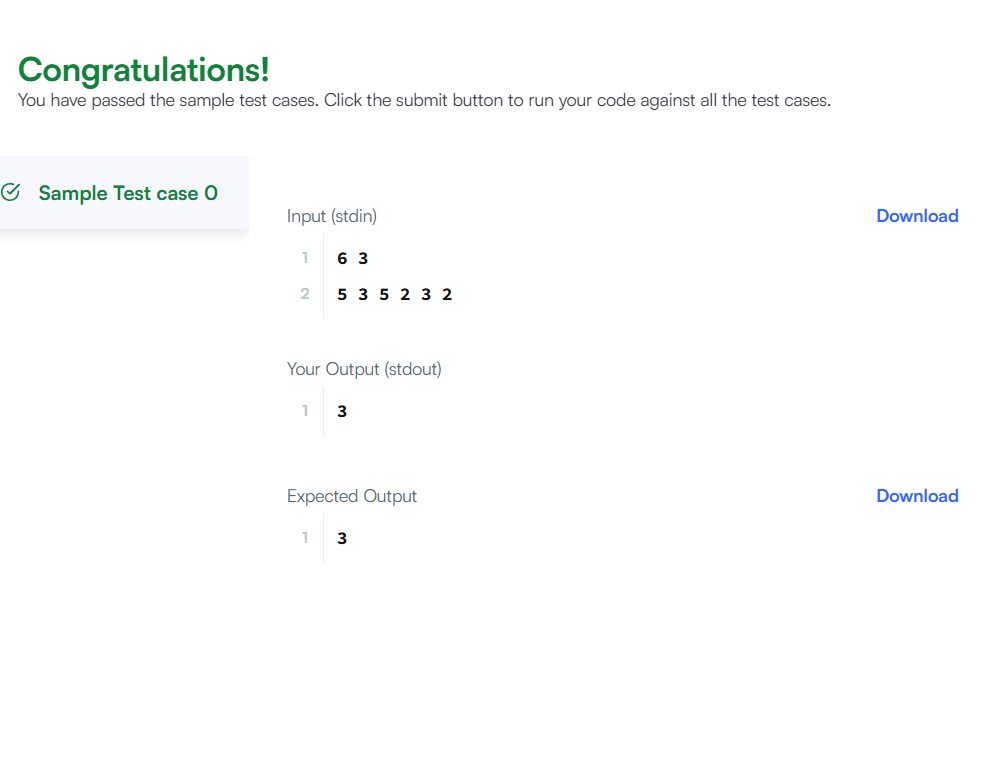 Congratulations!
You have passed the sample test cases. Click the submit button to run your code against all the test cases.
Sample Test case 0
Input (stdin)
Download
1 6 3
2 5 3 5 2 3 2
Your Output (stdout)
1 3
Expected Output
Download
1 3